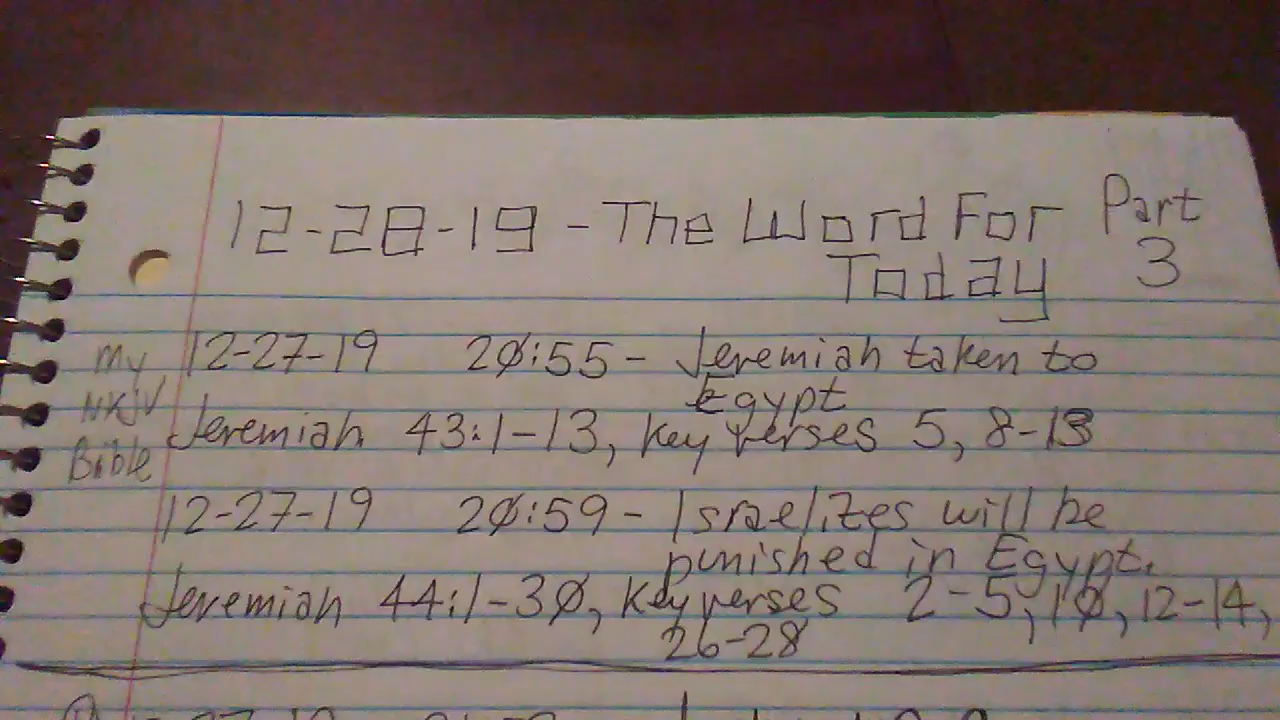 12-28-19 - The Word For Part
Today 3
My 12-27-19 20:55 - Jeremiah taken to
Egypt
NKJV Jeremiah 43:1-13, Key verses 5, 8-13
Bible
12-27-19 20:59 - Israelites will be
punished in Egypt.
Jeremiah 44:1-30, Key verses 2-5, 10, 12-14,
26-28